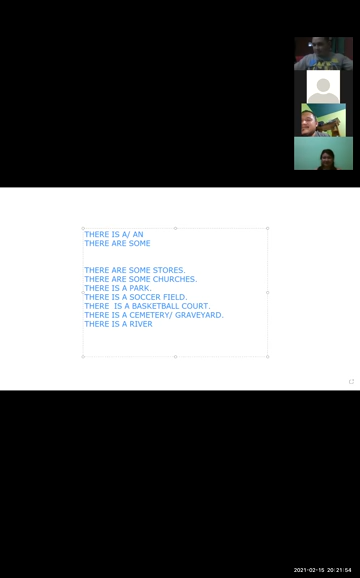 THERE IS A/ AN
THERE ARE SOME
THERE ARE SOME STORES.
THERE ARE SOME CHURCHES.
THERE IS A PARK.
THERE IS A SOCCER FIELD.
THERE  IS A BASKETBALL COURT.
THERE IS A CEMETERY/ GRAVEYARD.
THERE IS A RIVER
2021-02-15 20:21:54